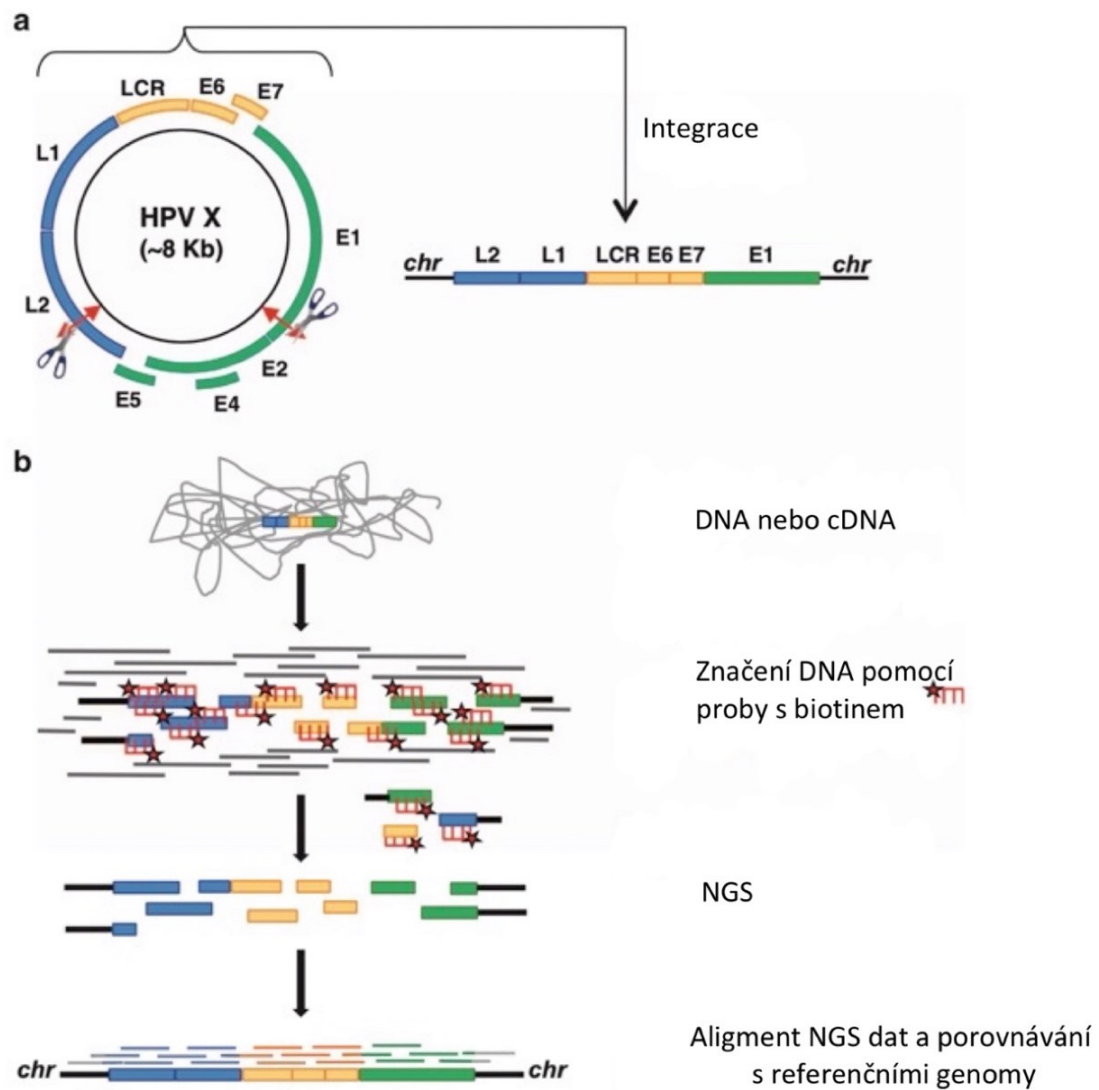 a
LCR E6 E7
L1
HPV X
(~8 Kb)
E1
L2
E2
E5
E4
Integrace
chr L2 L1 LCR E6 E7 E1 chr
b
DNA nebo cDNA
Značení DNA pomocí
proby s biotinem
NGS
Aligment NGS dat a porovnávání
s referenčními genomy
chr chr